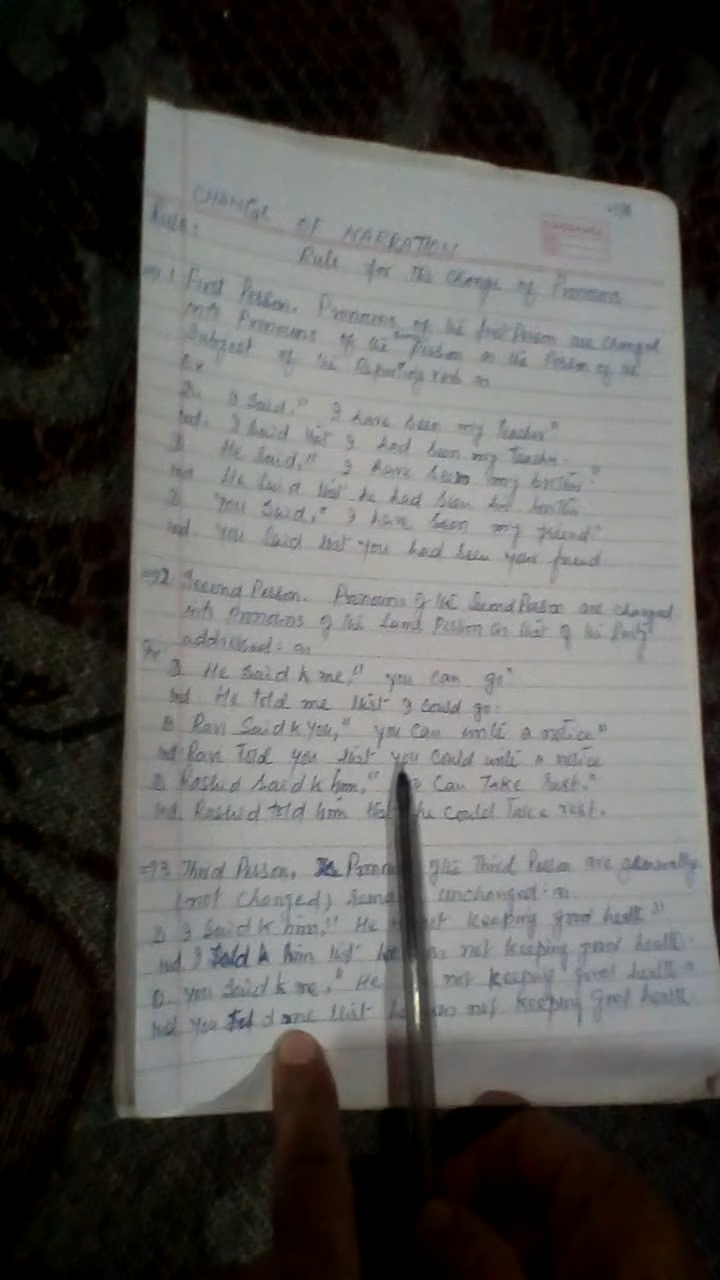 CHANGE OF NARRATION
Rule:
Rule for the change of Pronouns
⇒ 1 First Person. Pronouns of the first Person are changed
into Pronouns of the same Person as the Person of the
Subject of the Reporting verb as
Ex
D. I Said," I have been my teacher"
Ind. I Said that I had been my teacher.
D He Said," I have been my brother"
Ind He Said that he had been his brother
D. You Said," I have been my friend"
Ind You Said that you had been your friend
⇒ 2 Second Person. Pronouns of the Second Person are changed
into Pronouns of the same person as that of the Party
addressed: as
Ex
D He Said to me," you can go"
Ind He told me that I could go.
D Ravi Said to you," you can write a notice"
Ind Ravi Told you that you could write a notice
D. Rashid Said to him," can Take rest."
Ind. Rashid told him that he could Take rest.
⇒ 3 Third Person. Pronouns of the Third Person are generally
(not changed) unchanged: as
D I Said to him," He not keeping good health"
Ind I told him that not keeping good health.
D. you Said to me," He not keeping good health"
Ind you told me that not keeping good health.